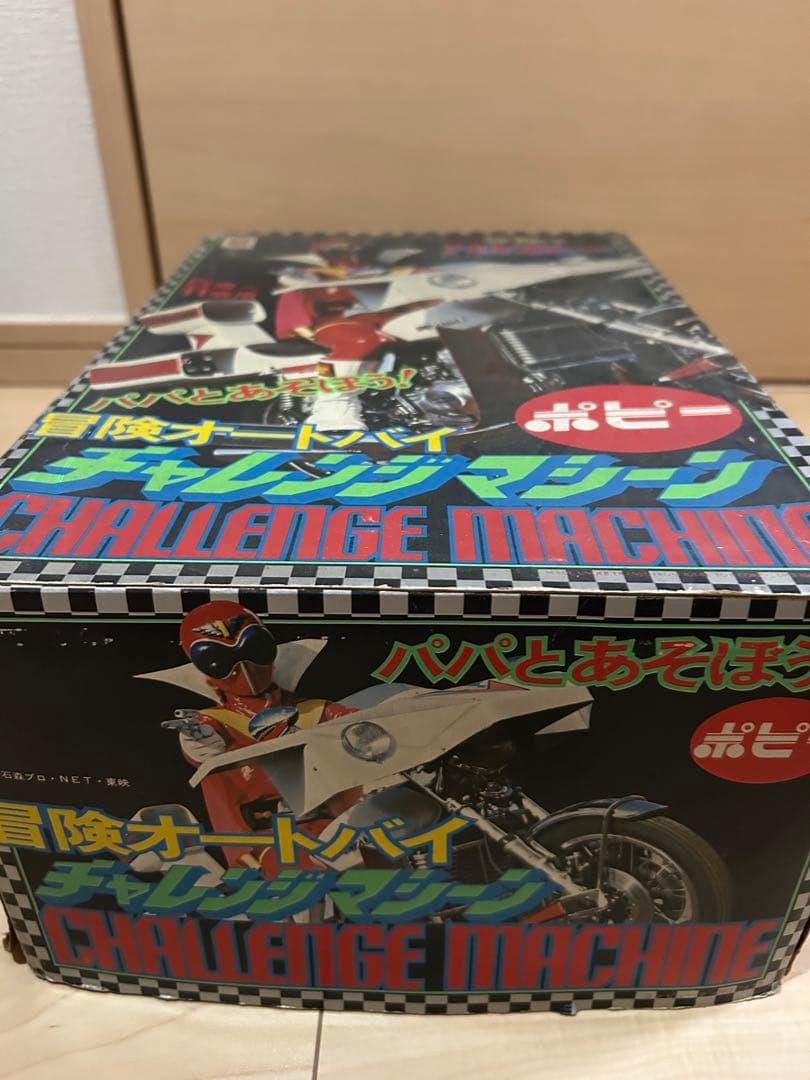 パパとあそぼう!
ポピー
冒険オートバイ
チャレンジマシーン
CHALLENGE MACHINE
パパとあそぼう
ポピー
石森プロ・NET・東映
冒険オートバイ
チャレンジマシーン
CHALLENGE MACHINE